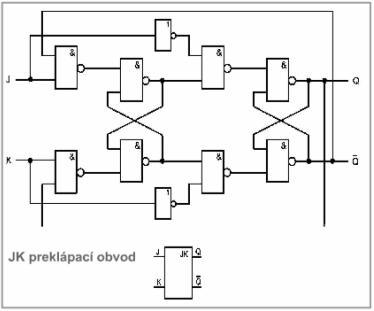 1
& & & &
J Q
& & & &
K Q̅
1
JK preklápací obvod
J JK Q
K Q̅